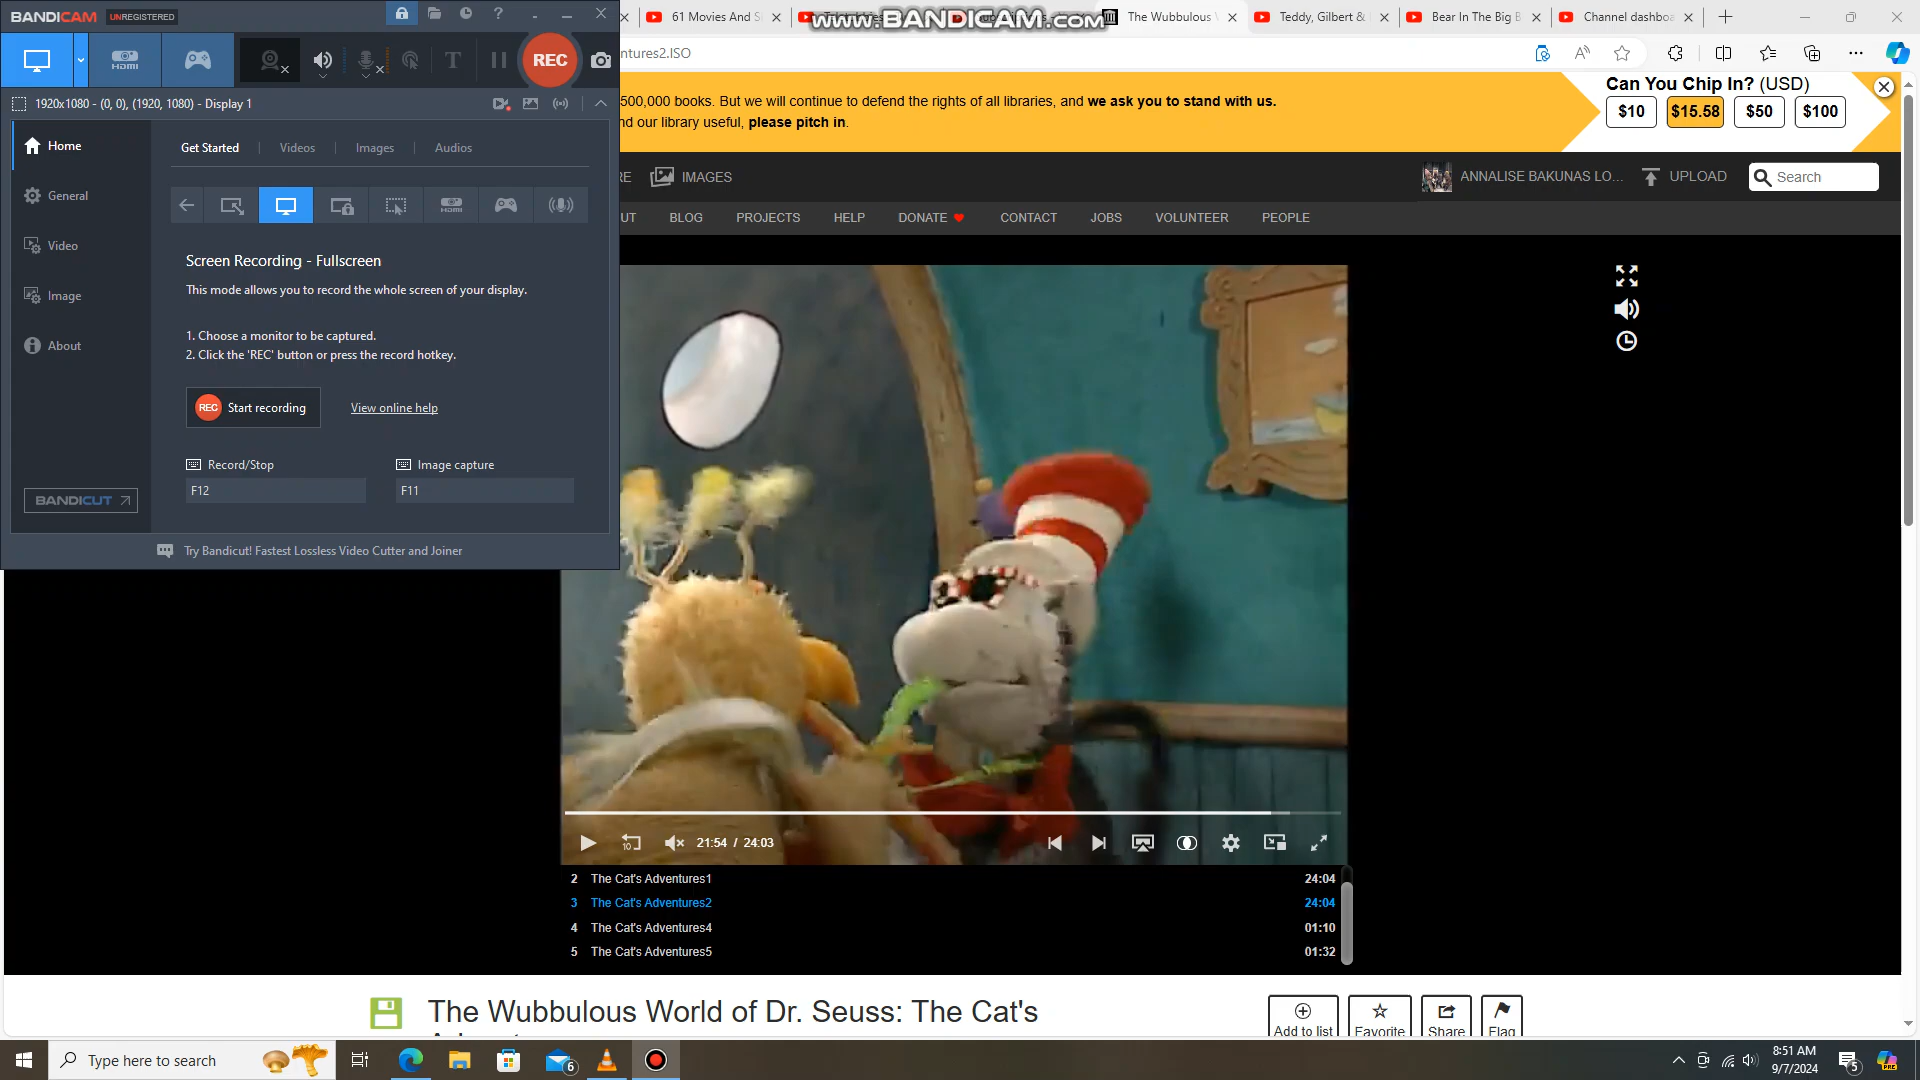 BANDICAM UNREGISTERED
61 Movies And S
www.BANDICAM.com
The Wubbulous
Teddy, Gilbert &
Bear In The Big B
Channel dashboa
HDMI
T
REC
ntures2.ISO
1920x1080 - (0, 0), (1920, 1080) - Display 1
500,000 books. But we will continue to defend the rights of all libraries, and we ask you to stand with us.
nd our library useful, please pitch in.
Can You Chip In? (USD)
$10 $15.58 $50 $100
Home
General
Video
Image
About
BANDICUT
Get Started
Videos
Images
Audios
HDMI
Screen Recording - Fullscreen
This mode allows you to record the whole screen of your display.
1. Choose a monitor to be captured.
2. Click the 'REC' button or press the record hotkey.
REC Start recording
View online help
Record/Stop
Image capture
F12
F11
Try Bandicut! Fastest Lossless Video Cutter and Joiner
RE
IMAGES
ANNALISE BAKUNAS LO...
UPLOAD
Search
UT
BLOG
PROJECTS
HELP
DONATE
CONTACT
JOBS
VOLUNTEER
PEOPLE
10
21:54 / 24:03
2 The Cat's Adventures1 24:04
3 The Cat's Adventures2 24:04
4 The Cat's Adventures4 01:10
5 The Cat's Adventures5 01:32
The Wubbulous World of Dr. Seuss: The Cat's
Add to list
Favorite
Share
Flag
Type here to search
6
8:51 AM
9/7/2024
5
PRE